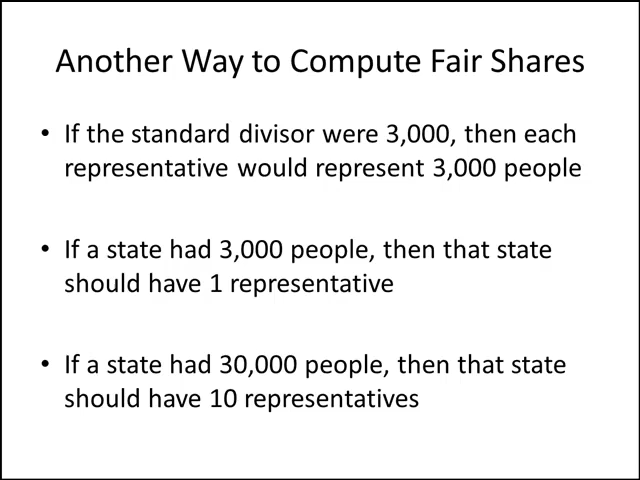 Another Way to Compute Fair Shares
• If the standard divisor were 3,000, then each
representative would represent 3,000 people
• If a state had 3,000 people, then that state
should have 1 representative
• If a state had 30,000 people, then that state
should have 10 representatives